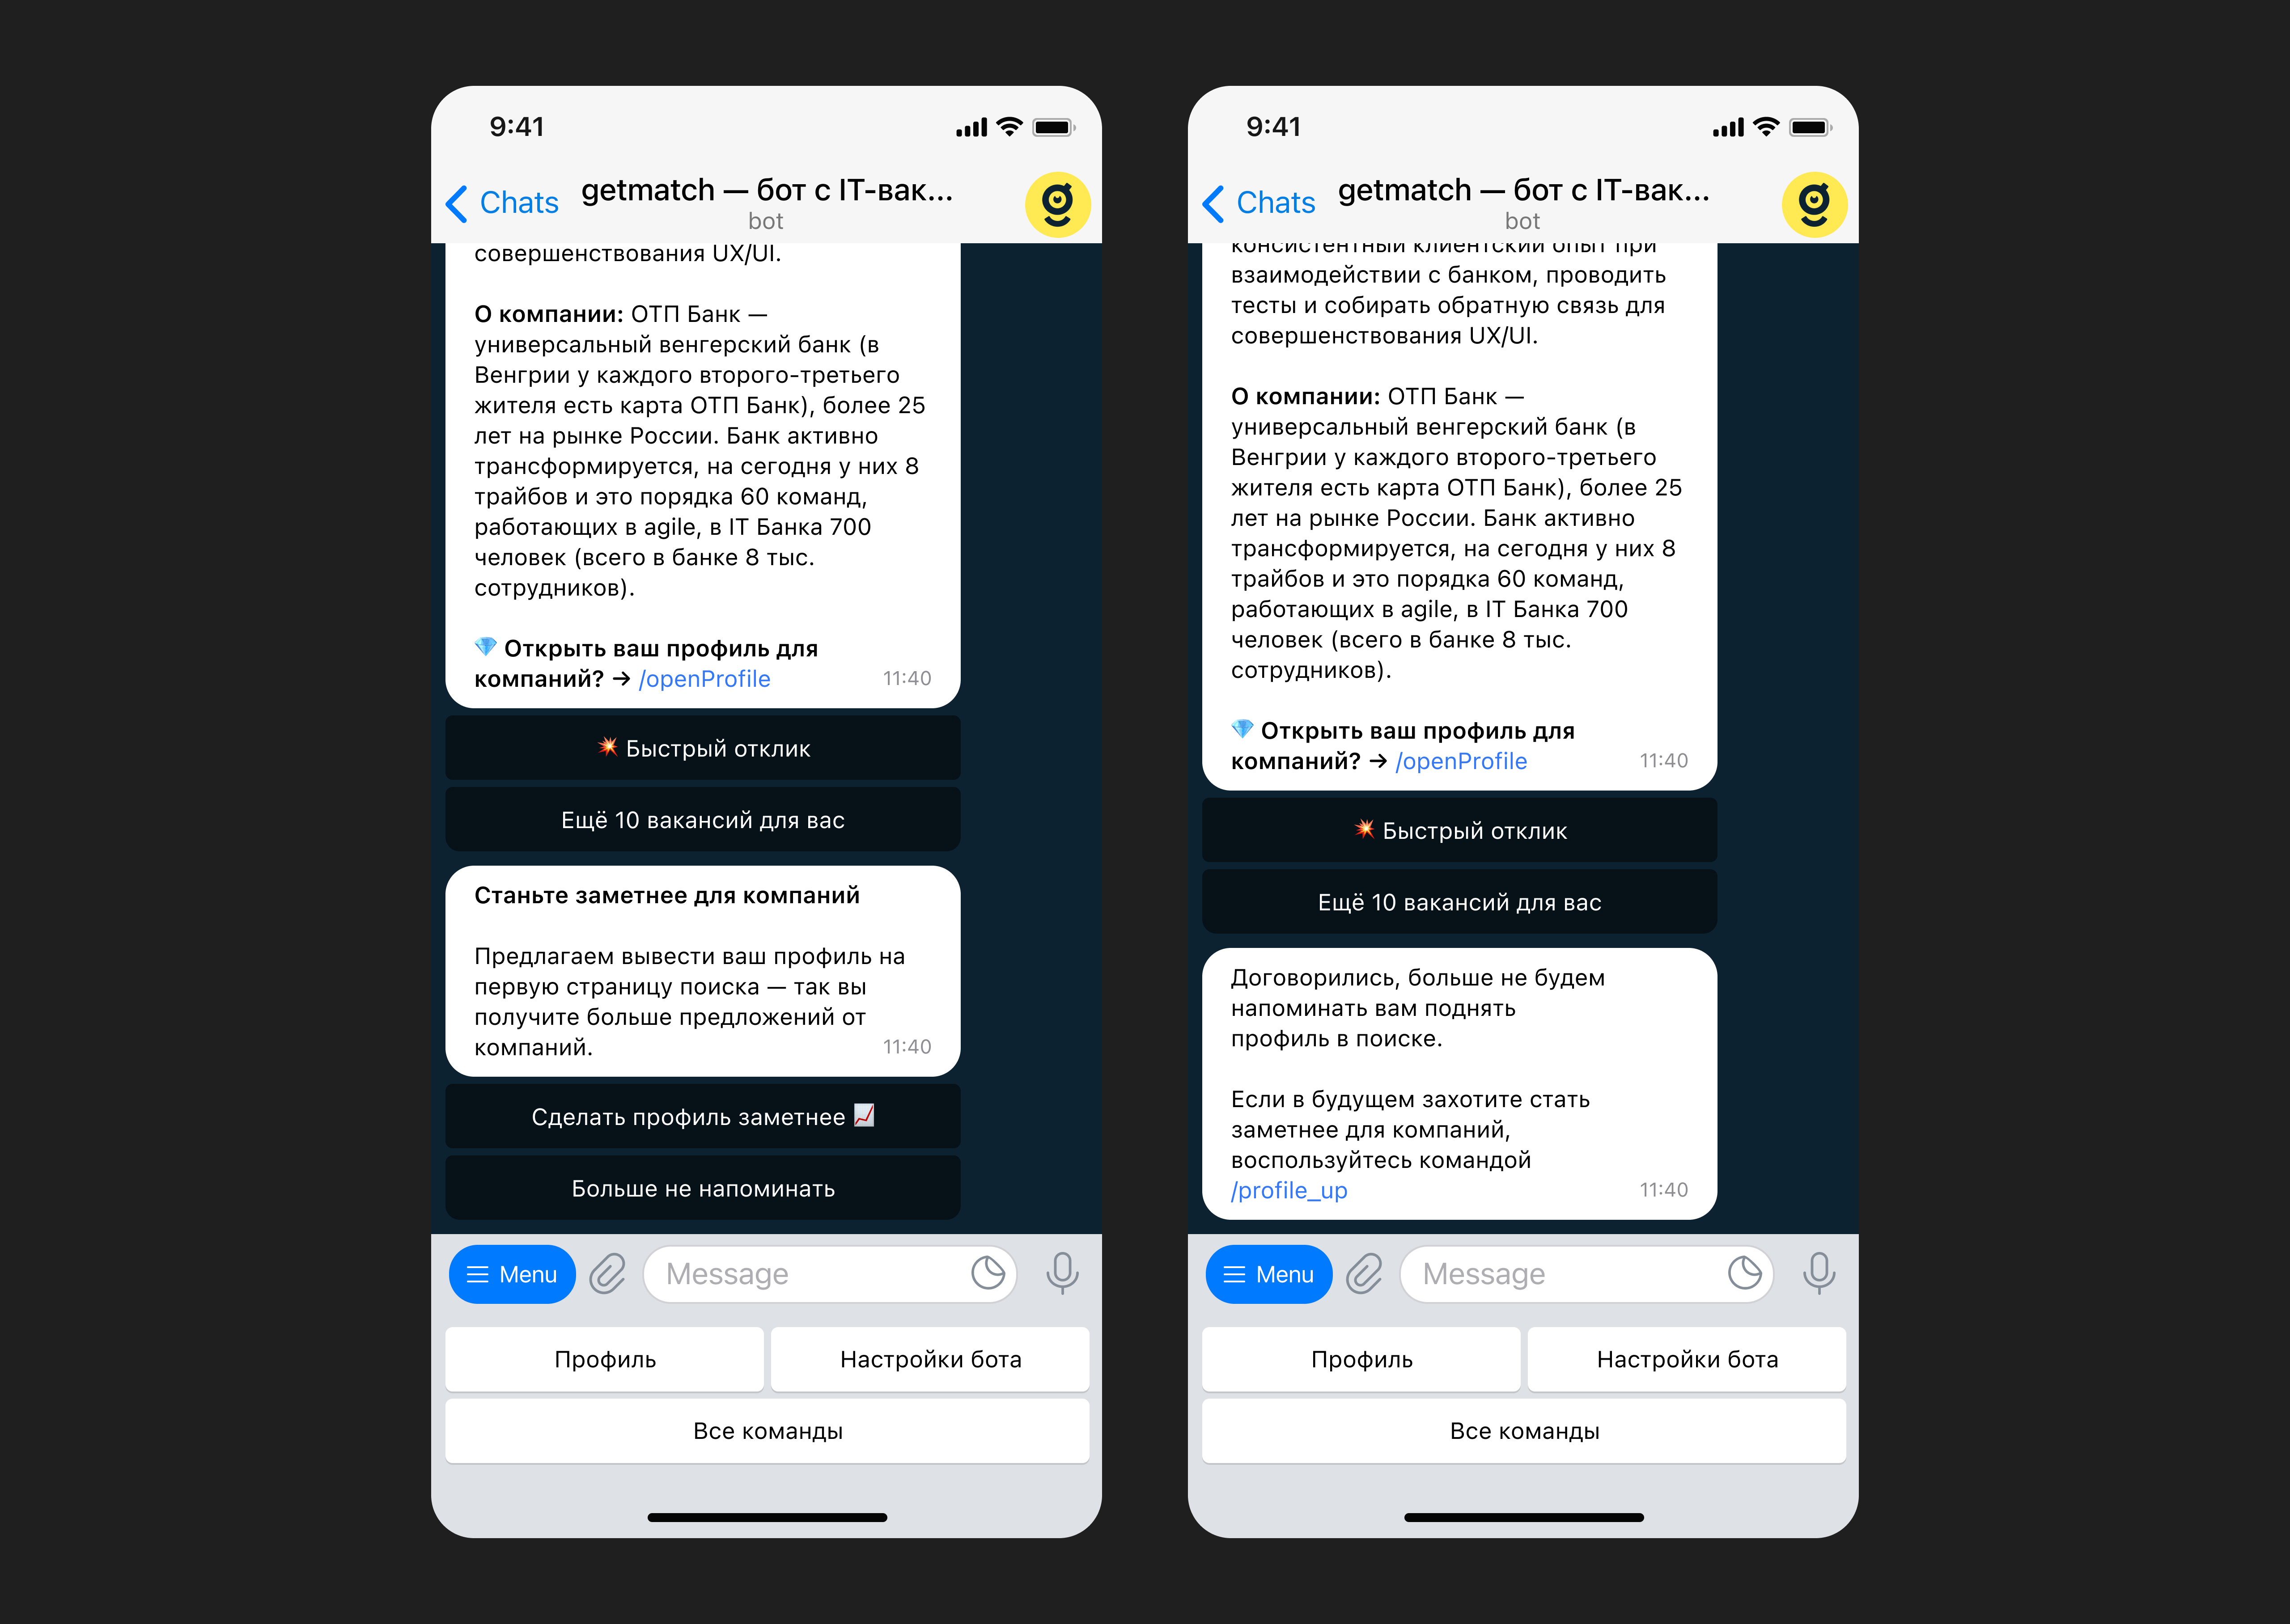 9:41
Chats
getmatch — бот с IT-вак...
bot
совершенствования UX/UI.
О компании: ОТП Банк —
универсальный венгерский банк (в
Венгрии у каждого второго-третьего
жителя есть карта ОТП Банк), более 25
лет на рынке России. Банк активно
трансформируется, на сегодня у них 8
трайбов и это порядка 60 команд,
работающих в agile, в IT Банка 700
человек (всего в банке 8 тыс.
сотрудников).
💎 Открыть ваш профиль для
компаний? → /openProfile 11:40
💥 Быстрый отклик
Ещё 10 вакансий для вас
Станьте заметнее для компаний
Предлагаем вывести ваш профиль на
первую страницу поиска — так вы
получите больше предложений от
компаний. 11:40
Сделать профиль заметнее 📈
Больше не напоминать
Menu
Message
Профиль
Настройки бота
Все команды
9:41
Chats
getmatch — бот с IT-вак...
bot
консистентный клиентский опыт при
взаимодействии с банком, проводить
тесты и собирать обратную связь для
совершенствования UX/UI.
О компании: ОТП Банк —
универсальный венгерский банк (в
Венгрии у каждого второго-третьего
жителя есть карта ОТП Банк), более 25
лет на рынке России. Банк активно
трансформируется, на сегодня у них 8
трайбов и это порядка 60 команд,
работающих в agile, в IT Банка 700
человек (всего в банке 8 тыс.
сотрудников).
💎 Открыть ваш профиль для
компаний? → /openProfile 11:40
💥 Быстрый отклик
Ещё 10 вакансий для вас
Договорились, больше не будем
напоминать вам поднять
профиль в поиске.
Если в будущем захотите стать
заметнее для компаний,
воспользуйтесь командой
/profile_up 11:40
Menu
Message
Профиль
Настройки бота
Все команды